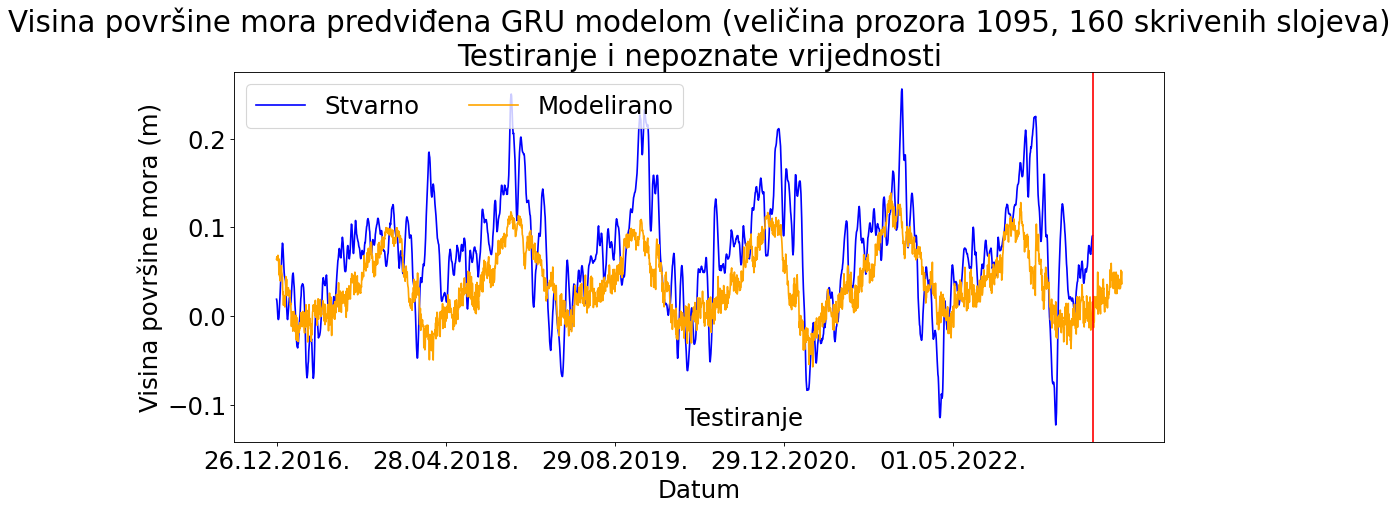 Visina površine mora predviđena GRU modelom (veličina prozora 1095, 160 skrivenih slojeva)
Testiranje i nepoznate vrijednosti
Stvarno Modelirano
Visina površine mora (m)
0.2
0.1
0.0
−0.1
Testiranje
26.12.2016. 28.04.2018. 29.08.2019. 29.12.2020. 01.05.2022.
Datum